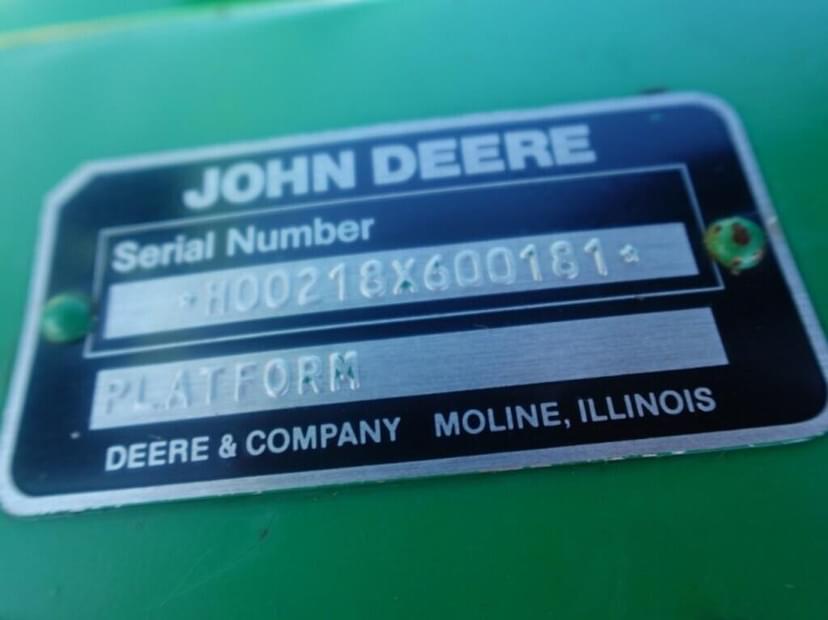 JOHN DEERE
Serial Number
*H00218X600181*
PLATFORM
DEERE & COMPANY MOLINE, ILLINOIS